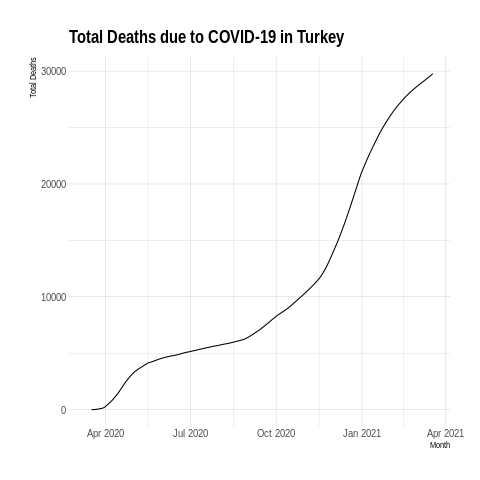 Total Deaths due to COVID-19 in Turkey
Total Deaths
30000
20000
10000
0
Apr 2020 Jul 2020 Oct 2020 Jan 2021 Apr 2021
Month